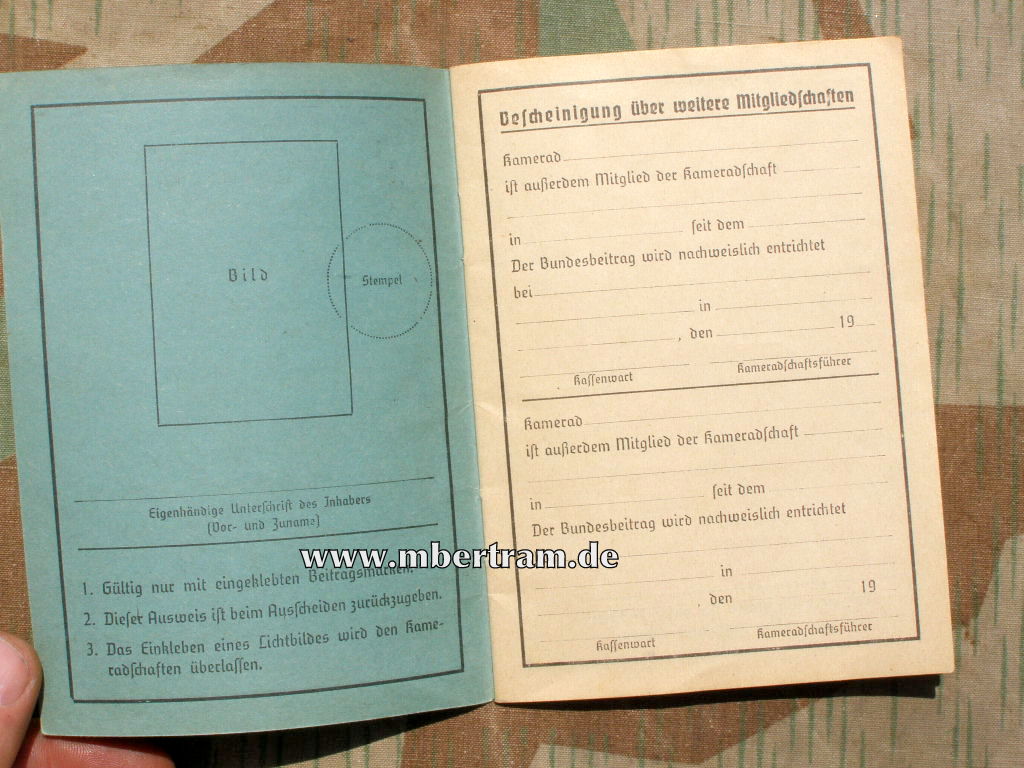 Bild
Stempel
Eigenhändige Unterschrift des Inhabers
(Vor- und Zuname)
1. Gültig nur mit eingeklebten Beitragsmarken.
2. Dieser Ausweis ist beim Ausscheiden zurückzugeben.
3. Das Einkleben eines Lichtbildes wird den Kame-
radschaften überlassen.
www.mbertram.de
Bescheinigung über weitere Mitgliedschaften
Kamerad
ist außerdem Mitglied der Kameradschaft
in seit dem
Der Bundesbeitrag wird nachweislich entrichtet
bei
in
, den 19
Kassenwart Kameradschaftsführer
Kamerad
ist außerdem Mitglied der Kameradschaft
in seit dem
Der Bundesbeitrag wird nachweislich entrichtet
in
, den 19
Kassenwart Kameradschaftsführer